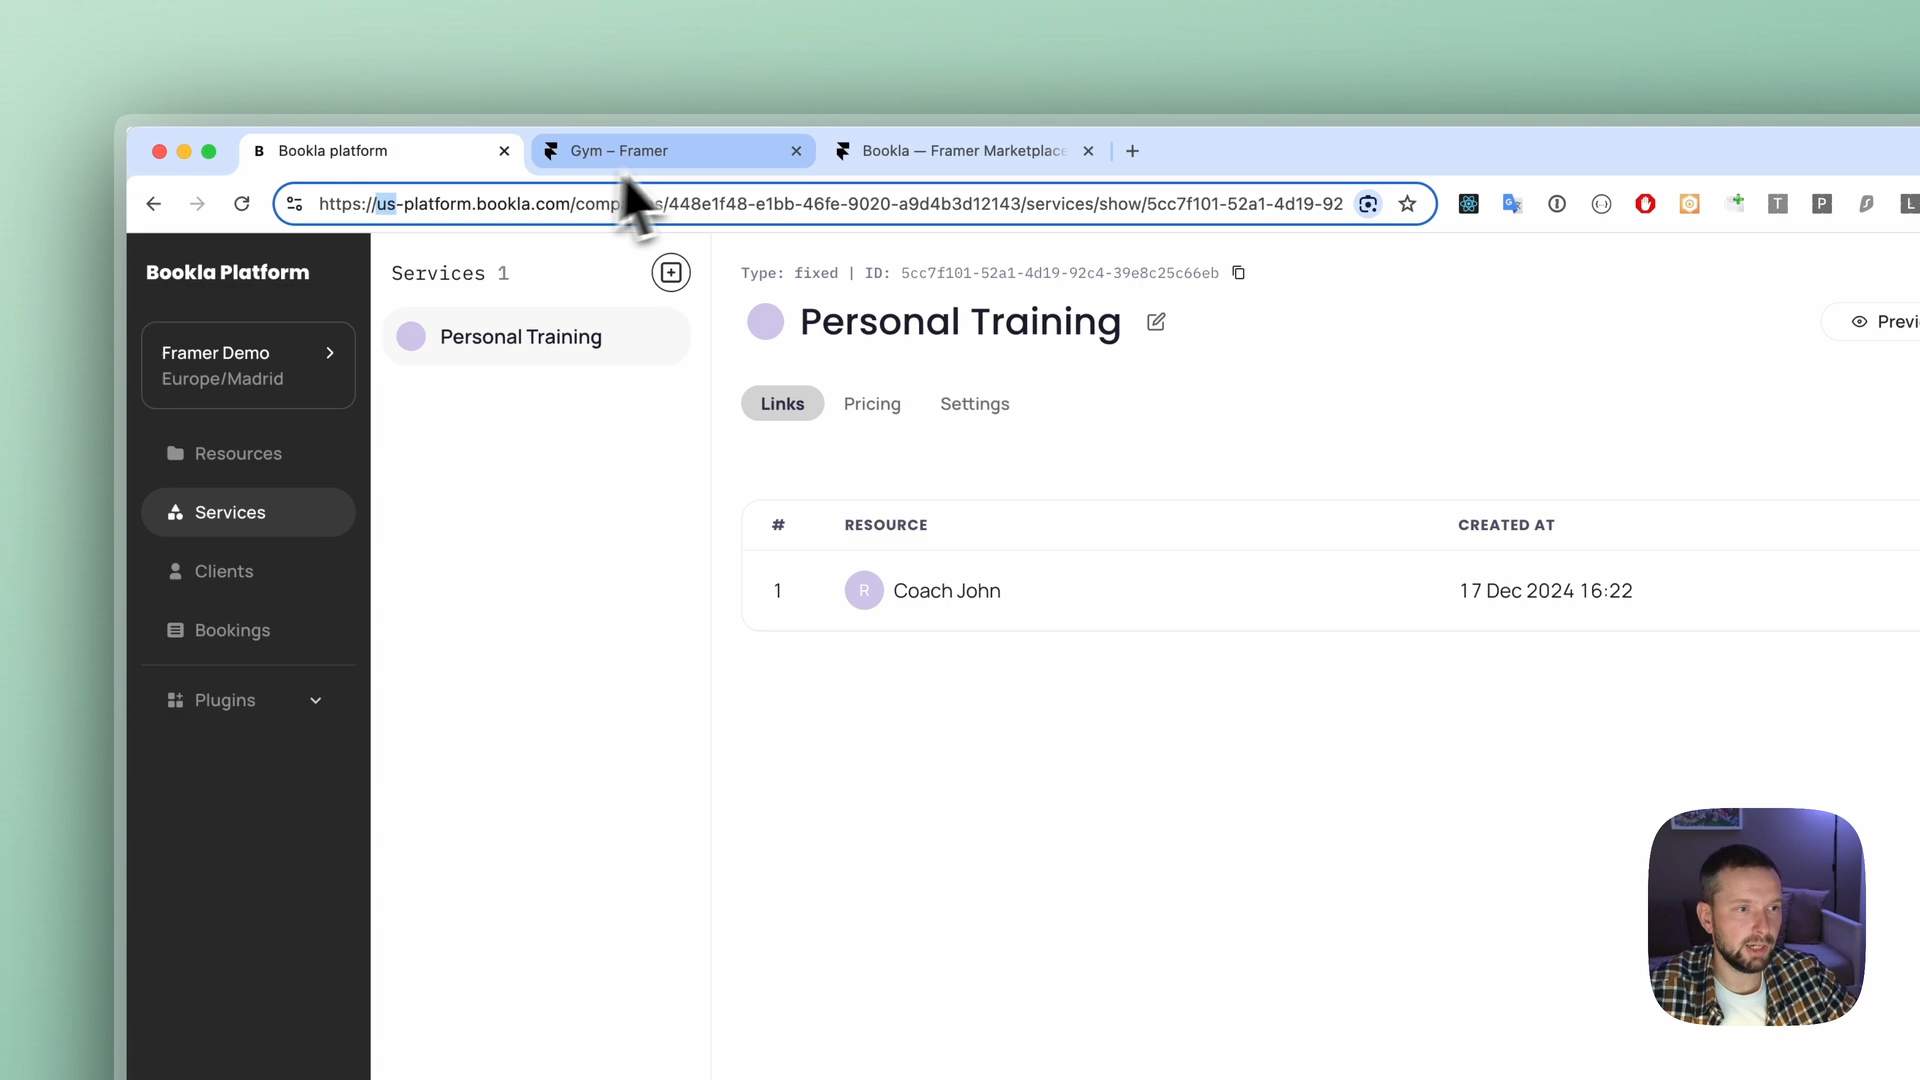 B Bookla platform
Gym – Framer
Bookla — Framer Marketplace
https://us-platform.bookla.com/comp s/448e1f48-e1bb-46fe-9020-a9d4b3d12143/services/show/5cc7f101-52a1-4d19-92
T
P
L
Bookla Platform
Framer Demo
Europe/Madrid
Resources
Services
Clients
Bookings
Plugins
Services 1
Personal Training
Type: fixed | ID: 5cc7f101-52a1-4d19-92c4-39e8c25c66eb
Personal Training
Previ
Links
Pricing
Settings
# RESOURCE CREATED AT
1 R Coach John 17 Dec 2024 16:22